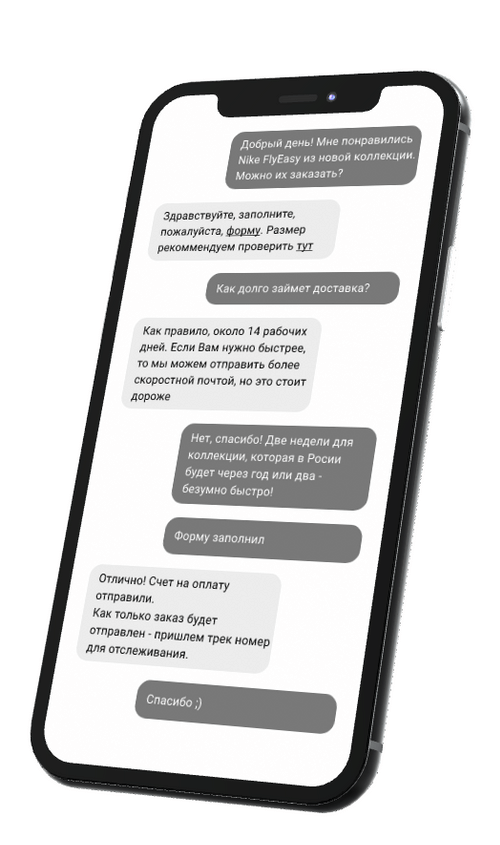 Добрый день! Мне понравились
Nike FlyEasy из новой коллекции.
Можно их заказать?
Здравствуйте, заполните,
пожалуйста, форму. Размер
рекоммендуем проверить тут
Как долго займет доставка?
Как правило, около 14 рабочих
дней. Если Вам нужно быстрее,
то мы можем отправить более
скоростной почтой, но это стоит
дороже
Нет, спасибо! Две недели для
коллекции, которая в Росии
будет через год или два -
безумно быстро!
Форму заполнил
Отлично! Счет на оплату
отправили.
Как только заказ будет
отправлен - пришлем трек номер
для отслеживания.
Спасибо ;)